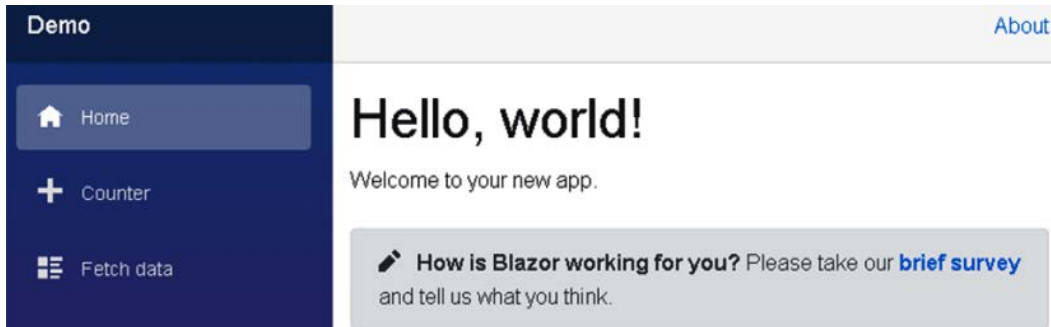 Demo
About
Home
Counter
Fetch data
Hello, world!
Welcome to your new app.
How is Blazor working for you? Please take our brief survey
and tell us what you think.